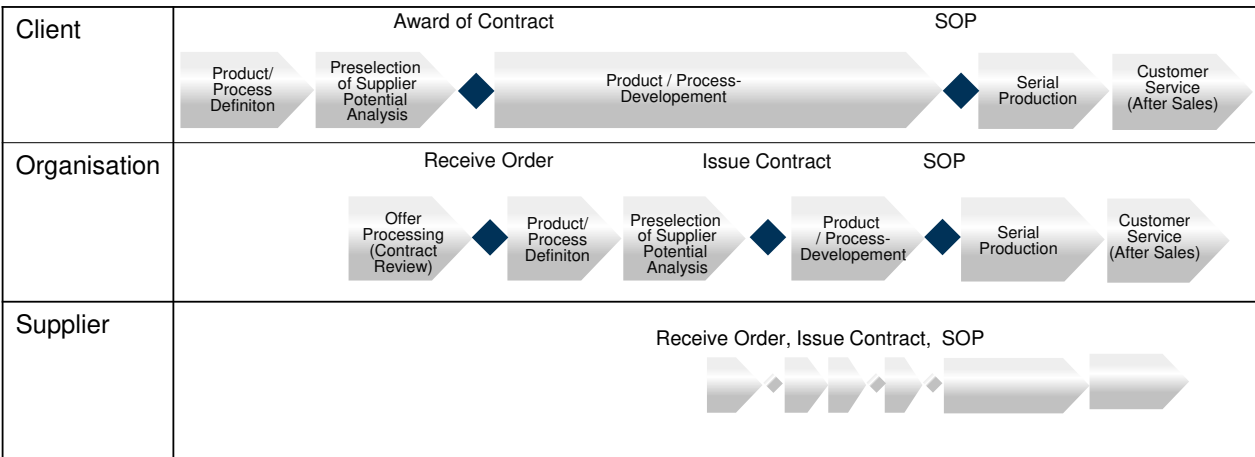 Client
Award of Contract
SOP
Product/
Process
Definiton
Preselection
of Supplier
Potential
Analysis
Product / Process-
Developement
Serial
Production
Customer
Service
(After Sales)
Organisation
Receive Order
Issue Contract
SOP
Offer
Processing
(Contract
Review)
Product/
Process
Definiton
Preselection
of Supplier
Potential
Analysis
Product
/ Process-
Developement
Serial
Production
Customer
Service
(After Sales)
Supplier
Receive Order, Issue Contract, SOP